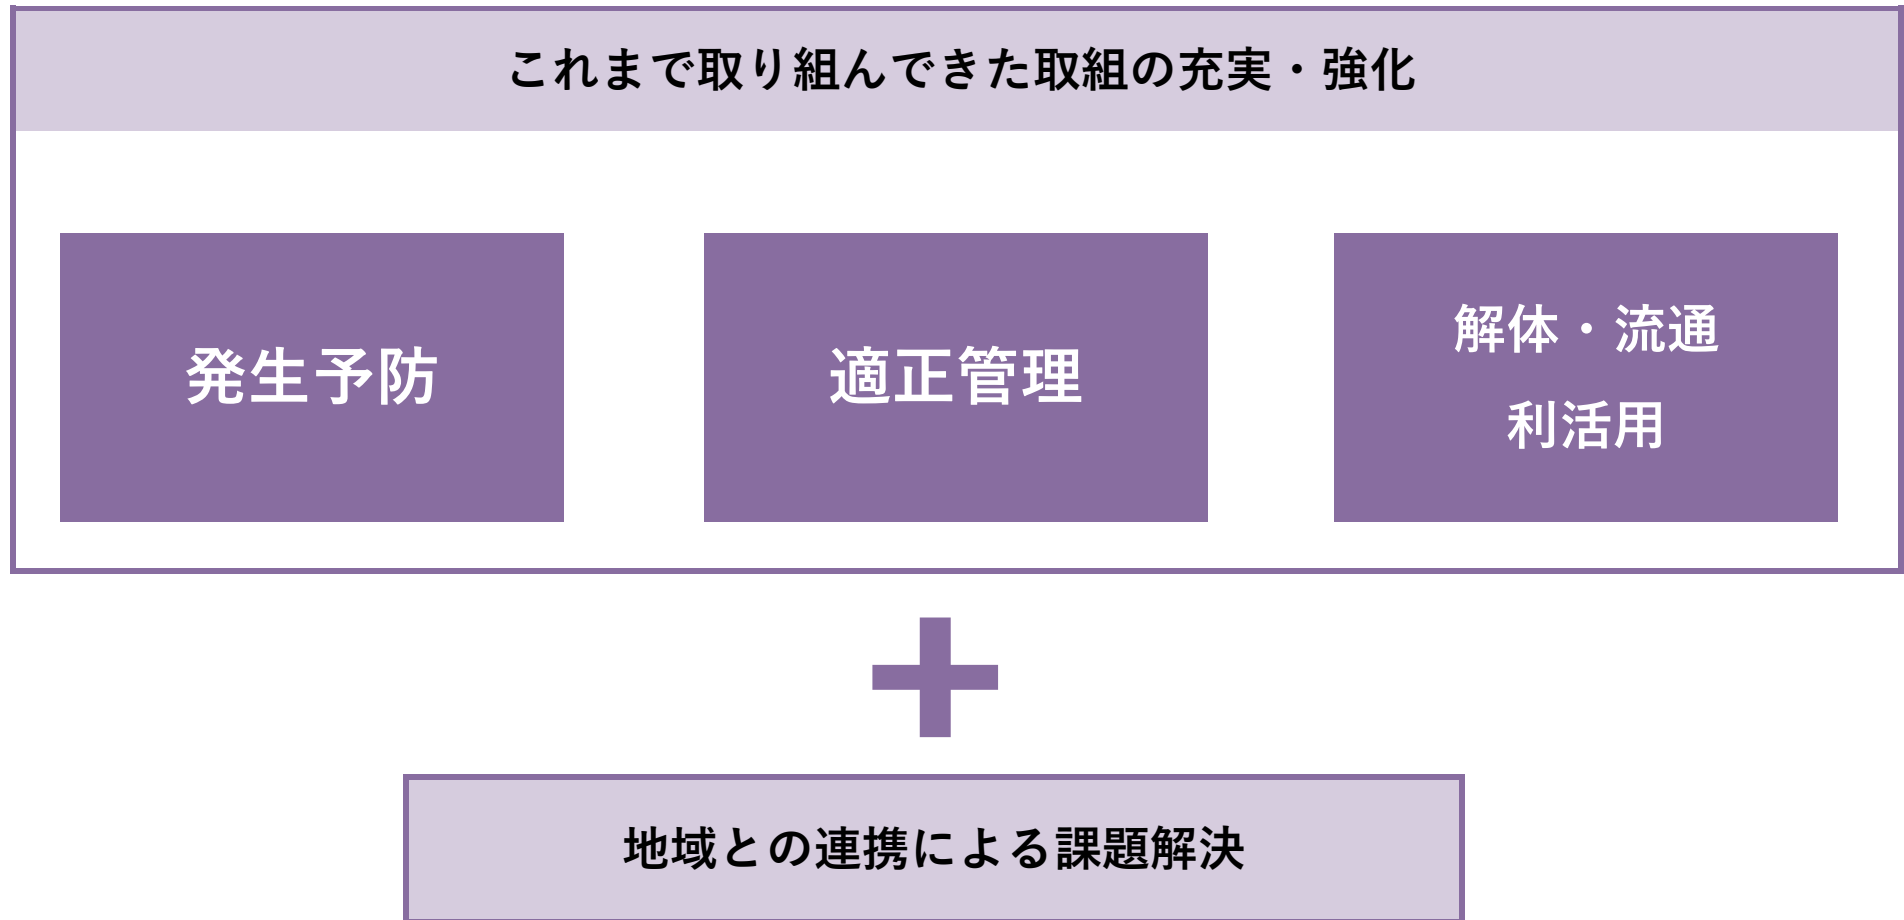 これまで取り組んできた取組の充実・強化
発生予防
適正管理
解体・流通
利活用
地域との連携による課題解決